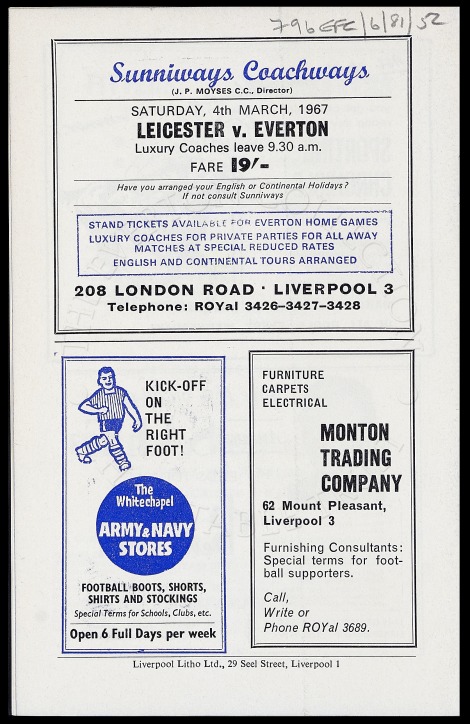 796EFC/6/81/52
Sunniways Coachways
(J. P. MOYSES C.C., Director)
SATURDAY, 4th MARCH, 1967
LEICESTER v. EVERTON
Luxury Coaches leave 9.30 a.m.
FARE 19/-
Have you arranged your English or Continental Holidays?
If not consult Sunniways
STAND TICKETS AVAILABLE FOR EVERTON HOME GAMES
LUXURY COACHES FOR PRIVATE PARTIES FOR ALL AWAY
MATCHES AT SPECIAL REDUCED RATES
ENGLISH AND CONTINENTAL TOURS ARRANGED
208 LONDON ROAD · LIVERPOOL 3
Telephone: ROYal 3426–3427–3428
KICK-OFF
ON
THE
RIGHT
FOOT!
The
Whitechapel
ARMY & NAVY
STORES
FOOTBALL BOOTS, SHORTS,
SHIRTS AND STOCKINGS
Special Terms for Schools, Clubs, etc.
Open 6 Full Days per week
FURNITURE
CARPETS
ELECTRICAL
MONTON
TRADING
COMPANY
62 Mount Pleasant,
Liverpool 3
Furnishing Consultants:
Special terms for foot-
ball supporters.
Call,
Write or
Phone ROYal 3689.
Liverpool Litho Ltd., 29 Seel Street, Liverpool 1